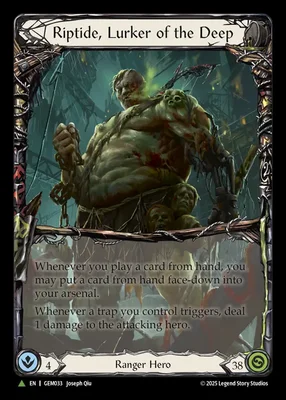 Riptide, Lurker of the Deep
Whenever you play a card from hand, you
may put a card from hand face-down into
your arsenal.
Whenever a trap you control triggers, deal
1 damage to the attacking hero.
4 Ranger Hero 38
EN | GEM033 Joseph Qiu © 2025 Legend Story Studios